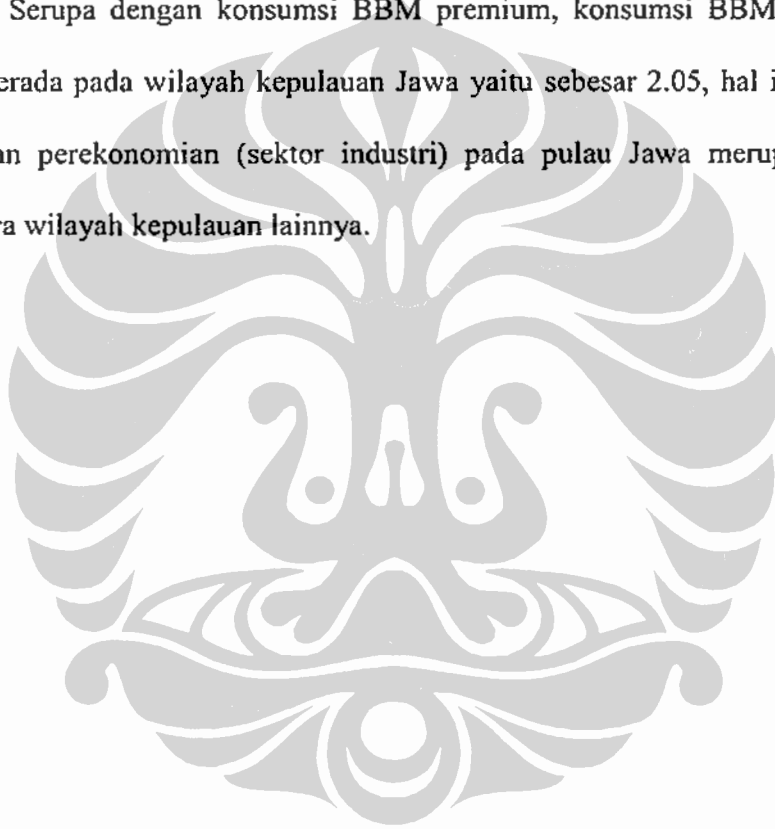 Serupa dengan konsumsi BBM premium, konsumsi BBM
erada pada wilayah kepulauan Jawa yaitu sebesar 2.05, hal i
an perekonomian (sektor industri) pada pulau Jawa meru
ra wilayah kepulauan lainnya.